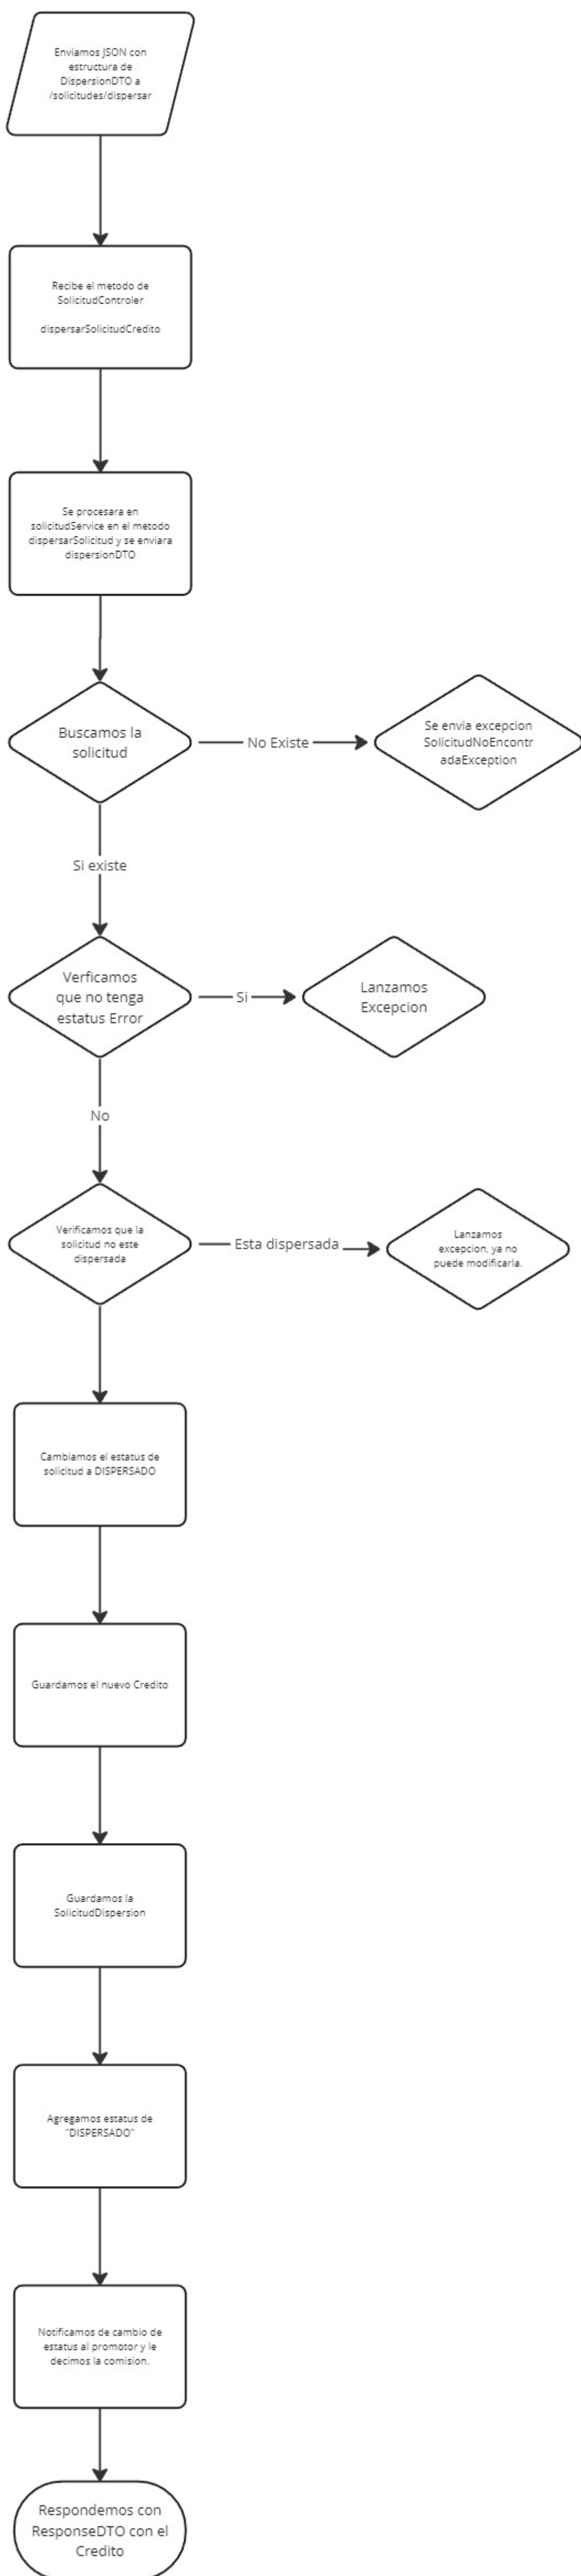 Enviamos JSON con
estructura de
DispersionDTO a
/solicitudes/dispersar
Recibe el metodo de
SolicitudControler
dispersarSolicitudCredito
Se procesara en
solicitudService en el metodo
dispersarSolicitud y se enviara
dispersionDTO
Buscamos la
solicitud
No Existe
Se envia excepcion
SolicitudNoEncontr
adaException
Si existe
Verficamos
que no tenga
estatus Error
Si
Lanzamos
Excepcion
No
Verificamos que la
solicitud no este
dispersada
Esta dispersada
Lanzamos
excepcion, ya no
puede modificarla.
Cambiamos el estatus de
solicitud a DISPERSADO
Guardamos el nuevo Credito
Guardamos la
SolicitudDispersion
Agregamos estatus de
“DISPERSADO”
Notificamos de cambio de
estatus al promotor y le
decimos la comision.
Respondemos con
ResponseDTO con el
Credito